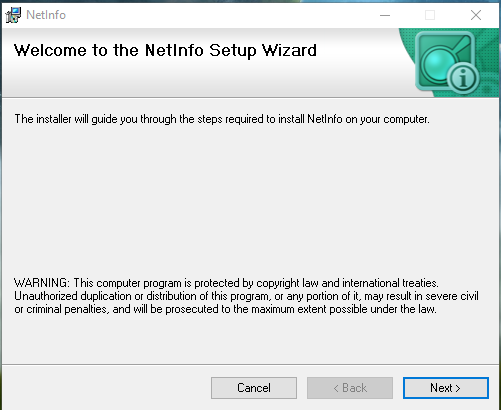 NetInfo
Welcome to the NetInfo Setup Wizard
The installer will guide you through the steps required to install NetInfo on your computer.
WARNING: This computer program is protected by copyright law and international treaties.
Unauthorized duplication or distribution of this program, or any portion of it, may result in severe civil
or criminal penalties, and will be prosecuted to the maximum extent possible under the law.
Cancel
< Back
Next >